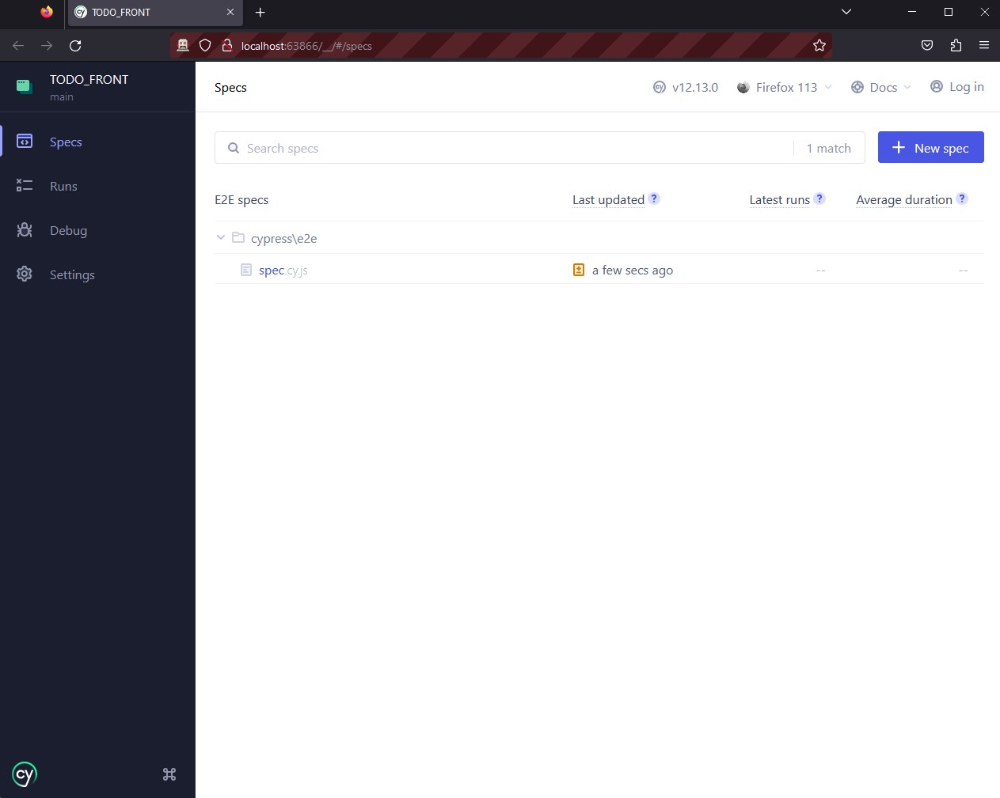 TODO_FRONT
localhost:63866/__/#/specs
TODO_FRONT
main
Specs
v12.13.0
Firefox 113
Docs
Log in
Specs
Runs
Debug
Settings
Search specs
1 match
New spec
E2E specs
Last updated ?
Latest runs ?
Average duration ?
cypress\e2e
spec.cy.js
a few secs ago
--
--
cy